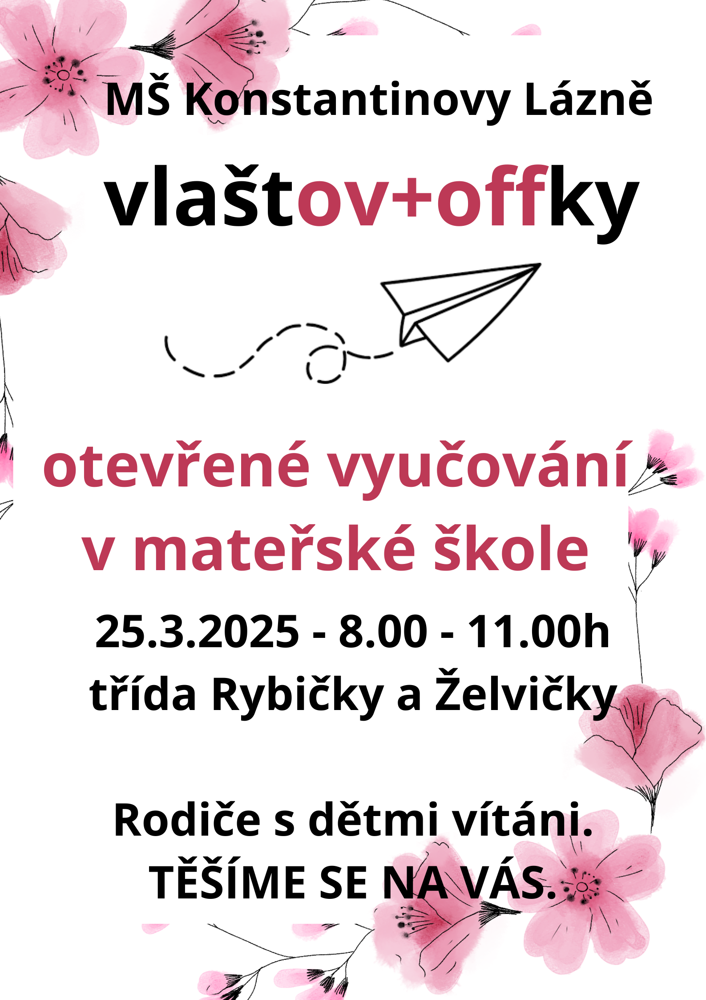 MŠ Konstantinovy Lázně
vlaštov+offky
otevřené vyučování
v mateřské škole
25.3.2025 - 8.00 - 11.00h
třída Rybičky a Želvičky
Rodiče s dětmi vítáni.
TĚŠÍME SE NA VÁS.